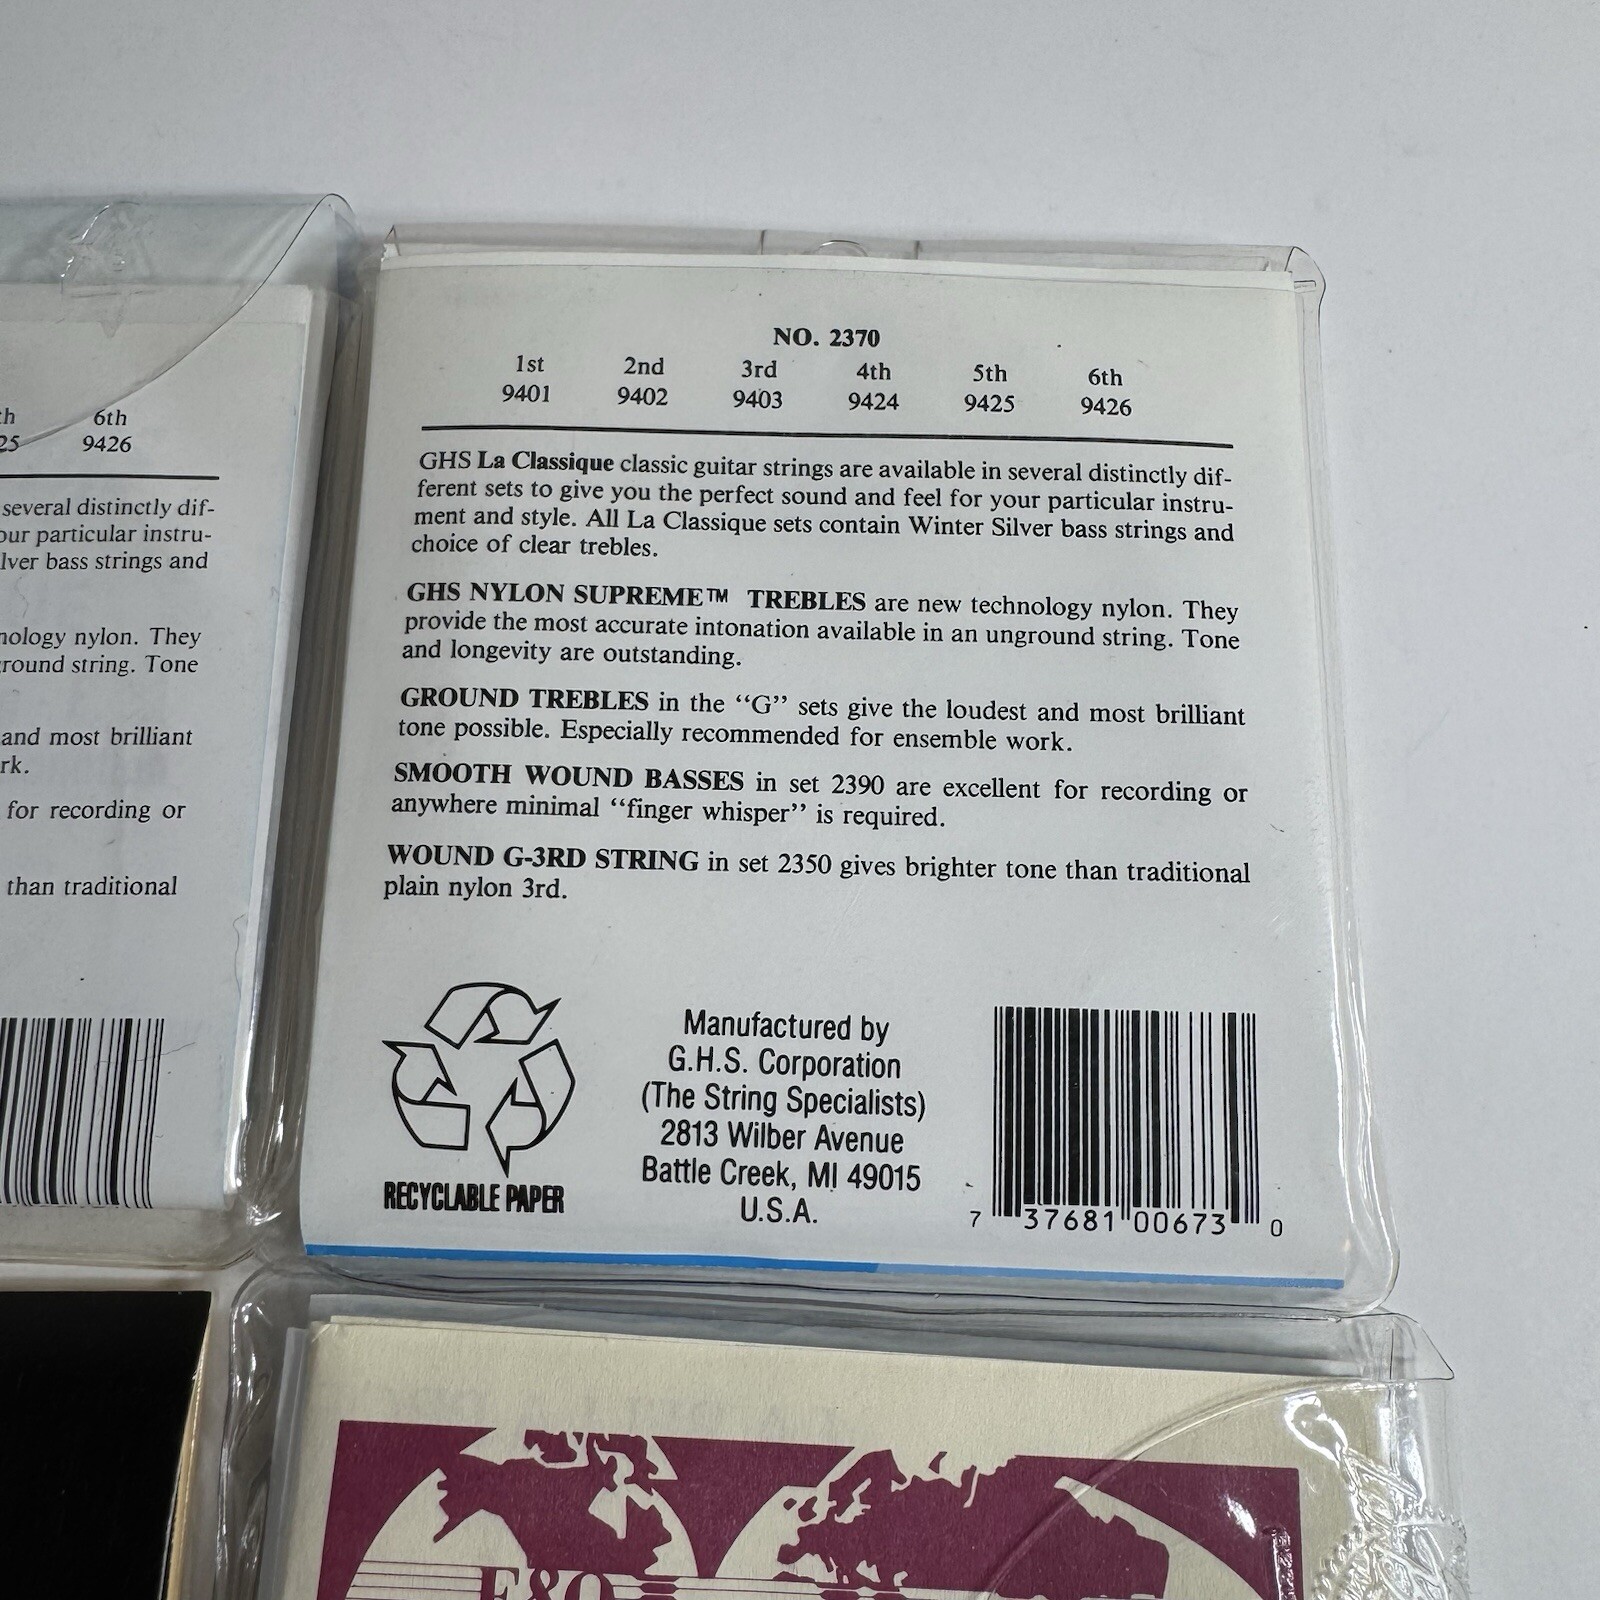 NO. 2370
1st 2nd 3rd 4th 5th 6th
9401 9402 9403 9424 9425 9426
GHS La Classique classic guitar strings are available in several distinctly dif-
ferent sets to give you the perfect sound and feel for your particular instru-
ment and style. All La Classique sets contain Winter Silver bass strings and
choice of clear trebles.
GHS NYLON SUPREME™ TREBLES are new technology nylon. They
provide the most accurate intonation available in an unground string. Tone
and longevity are outstanding.
GROUND TREBLES in the “G” sets give the loudest and most brilliant
tone possible. Especially recommended for ensemble work.
SMOOTH WOUND BASSES in set 2390 are excellent for recording or
anywhere minimal “finger whisper” is required.
WOUND G-3RD STRING in set 2350 gives brighter tone than traditional
plain nylon 3rd.
RECYCLABLE PAPER
Manufactured by
G.H.S. Corporation
(The String Specialists)
2813 Wilber Avenue
Battle Creek, MI 49015
U.S.A.
7 37681 00673 0
6th
9426
several distinctly dif-
particular instru-
bass strings and
nylon. They
string. Tone
and most brilliant
for recording or
than traditional